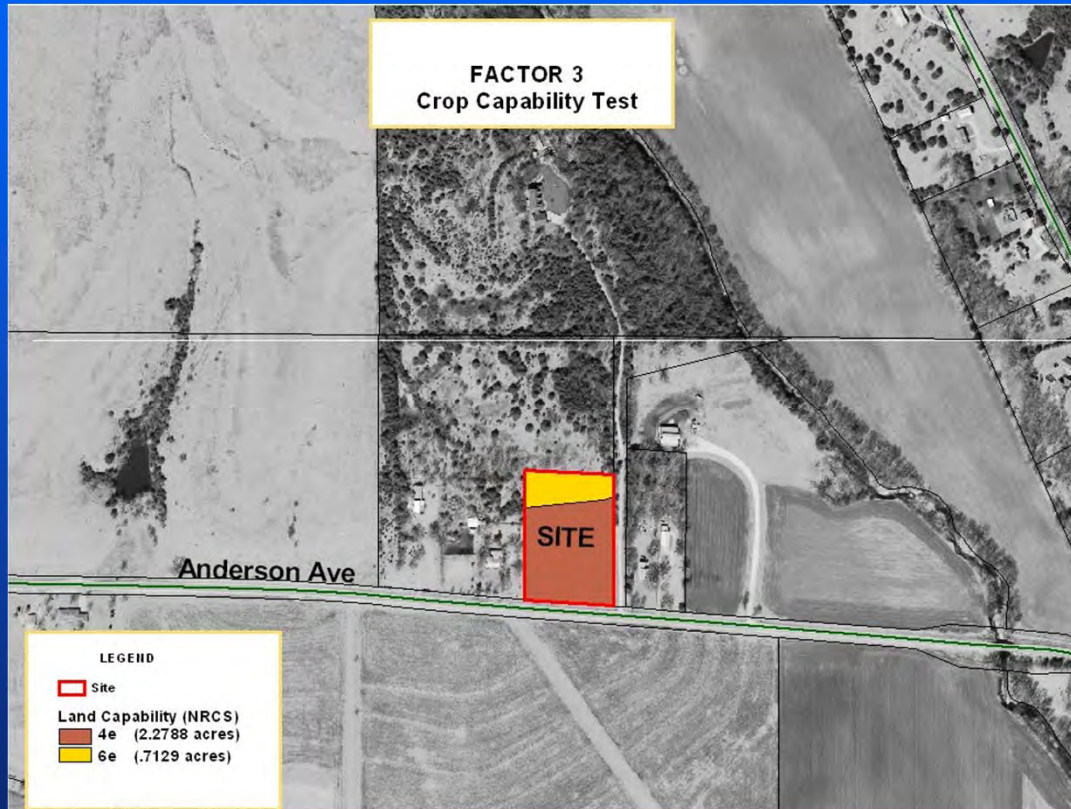 FACTOR 3
Crop Capability Test
SITE
Anderson Ave
LEGEND
Site
Land Capability (NRCS)
4e (2.2788 acres)
6e (.7129 acres)